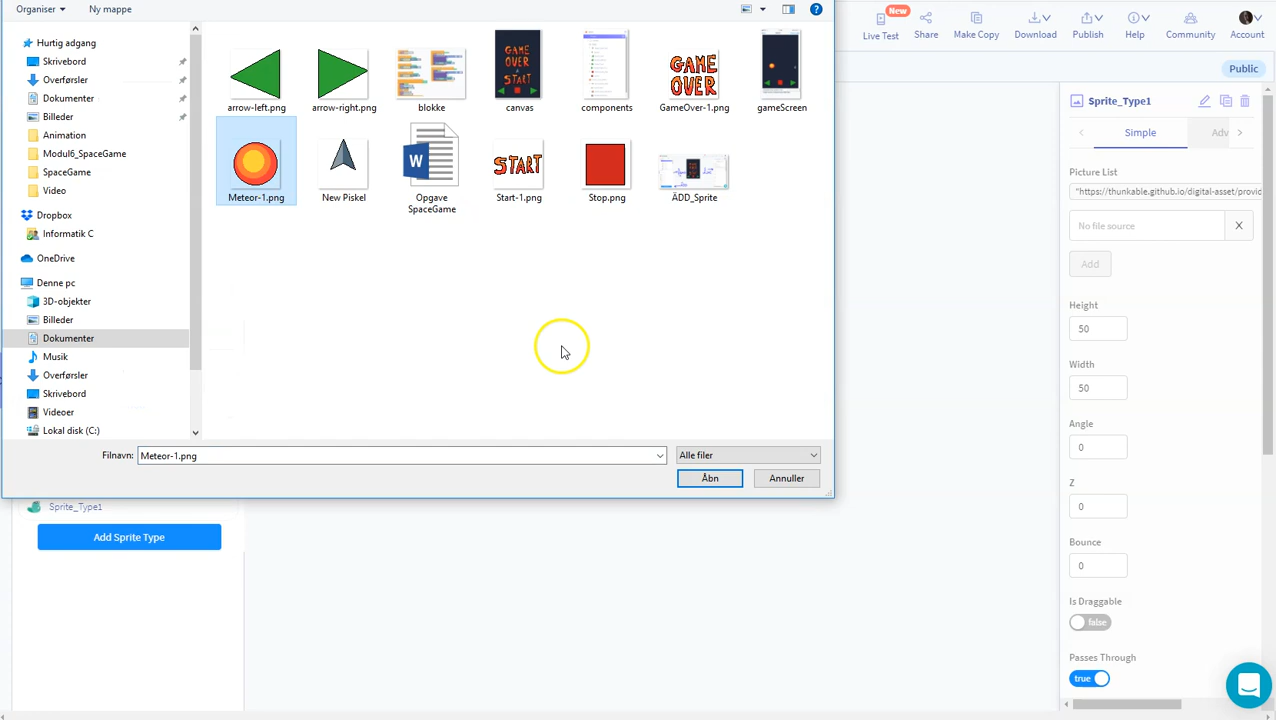 Organiser
Ny mappe
Hurtig adgang
Skrivebord
Overførsler
Dokumenter
Billeder
Animation
Modul6_SpaceGame
SpaceGame
Video
Dropbox
Informatik C
OneDrive
Denne pc
3D-objekter
Billeder
Dokumenter
Musik
Overførsler
Skrivebord
Videoer
Lokal disk (C:)
GAME
OVER
START
GAME
OVER
arrow-left.png
arrow-right.png
blokke
canvas
components
GameOver-1.png
gameScreen
START
Meteor-1.png
New Piskel
Opgave
SpaceGame
Start-1.png
Stop.png
ÄDD_Sprite
Filnavn:
Meteor-1.png
Alle filer
Åbn
Annuller
Sprite_Type1
Add Sprite Type
New
Live Test
Share
Make Copy
Download
Publish
Help
Community
Account
Public
Sprite_Type1
Edit
Simple
Adv
Picture List
"https://thunkable.github.io/digital-asset/provid
No file source
Add
Height
50
Width
50
Angle
0
Z
0
Bounce
0
Is Draggable
false
Passes Through
true